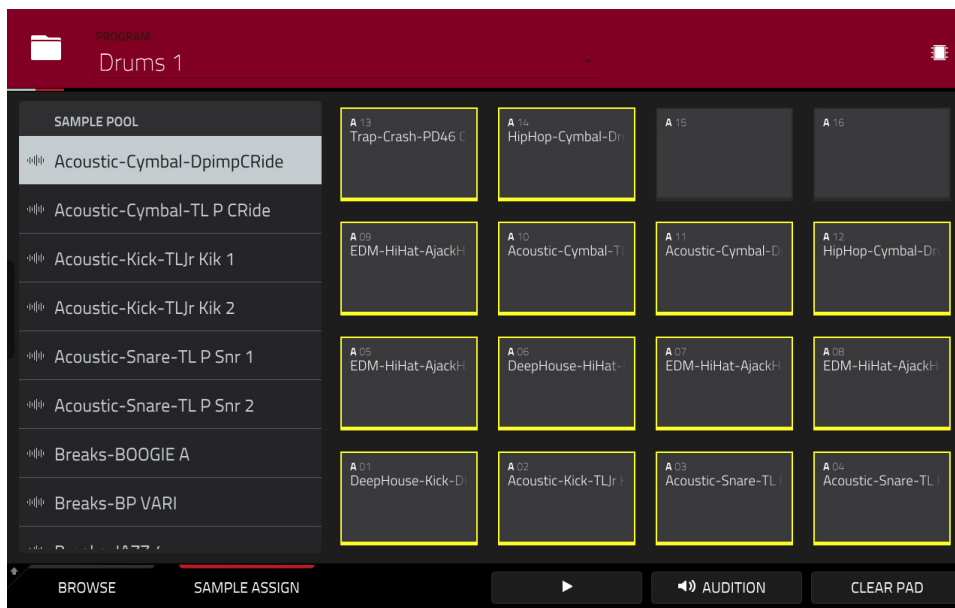 PROGRAM
Drums 1
SAMPLE POOL
Acoustic-Cymbal-DpimpCRide
Acoustic-Cymbal-TL P CRide
Acoustic-Kick-TLJr Kik 1
Acoustic-Kick-TLJr Kik 2
Acoustic-Snare-TL P Snr 1
Acoustic-Snare-TL P Snr 2
Breaks-BOOGIE A
Breaks-BP VARI
A 13
Trap-Crash-PD46 C
A 14
HipHop-Cymbal-Dr
A 15
A 16
A 09
EDM-HiHat-AjackH
A 10
Acoustic-Cymbal-T
A 11
Acoustic-Cymbal-D
A 12
HipHop-Cymbal-Dr
A 05
EDM-HiHat-AjackH
A 06
DeepHouse-HiHat-
A 07
EDM-HiHat-AjackH
A 08
EDM-HiHat-AjackH
A 01
DeepHouse-Kick-D
A 02
Acoustic-Kick-TLJr
A 03
Acoustic-Snare-TL
A 04
Acoustic-Snare-TL
BROWSE
SAMPLE ASSIGN
AUDITION
CLEAR PAD